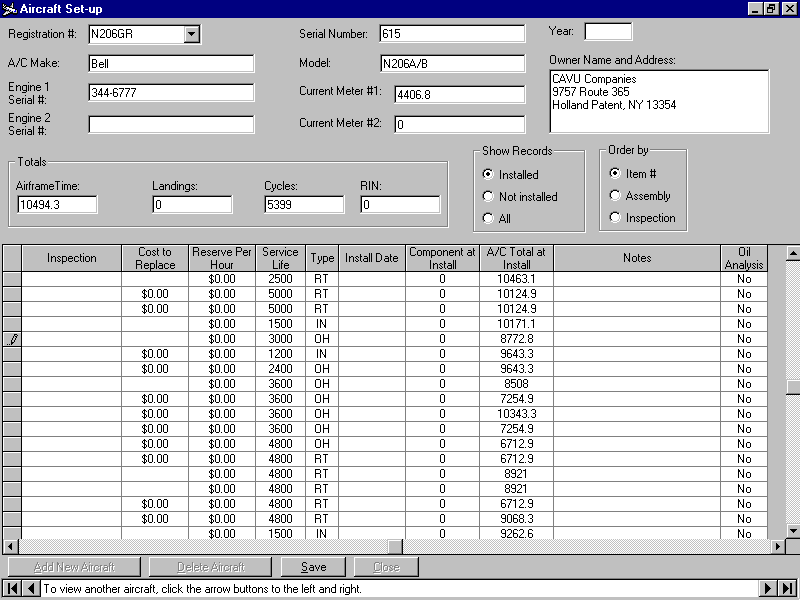 Aircraft Set-up
Registration #: N206GR Serial Number: 615 Year:
A/C Make: Bell Model: N206A/B Owner Name and Address:
Engine 1 Serial #: 344-6777 Current Meter #1: 4406.8 CAVU Companies
9757 Route 365
Holland Patent, NY 13354
Engine 2 Serial #: Current Meter #2: 0
Totals Show Records Order by
AirframeTime: Landings: Cycles: RIN: Installed Item #
10494.3 0 5399 0 Not installed Assembly
All Inspection
Inspection Cost to Replace Reserve Per Hour Service Life Type Install Date Component at Install A/C Total at Install Notes Oil Analysis
$0.00 2500 RT 0 10463.1 No
$0.00 $0.00 5000 RT 0 10124.9 No
$0.00 $0.00 5000 RT 0 10124.9 No
$0.00 1500 IN 0 10171.1 No
$0.00 3000 OH 0 8772.8 No
$0.00 $0.00 1200 IN 0 9643.3 No
$0.00 $0.00 2400 OH 0 9643.3 No
$0.00 3600 OH 0 8508 No
$0.00 $0.00 3600 OH 0 7254.9 No
$0.00 $0.00 3600 OH 0 10343.3 No
$0.00 $0.00 3600 OH 0 7254.9 No
$0.00 $0.00 4800 OH 0 6712.9 No
$0.00 $0.00 4800 RT 0 6712.9 No
$0.00 4800 RT 0 8921 No
$0.00 4800 RT 0 8921 No
$0.00 $0.00 4800 RT 0 6712.9 No
$0.00 $0.00 4800 RT 0 9068.3 No
$0.00 1500 IN 0 9262.6 No
Add New Aircraft Delete Aircraft Save Close
To view another aircraft, click the arrow buttons to the left and right.